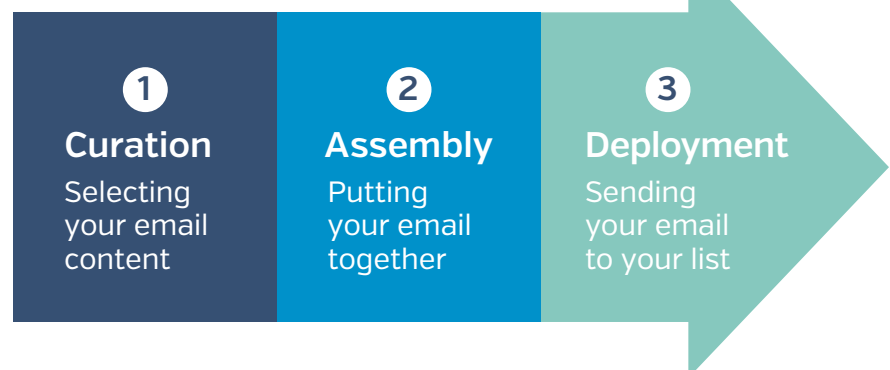 1
Curation
Selecting
your email
content
2
Assembly
Putting
your email
together
3
Deployment
Sending
your email
to your list